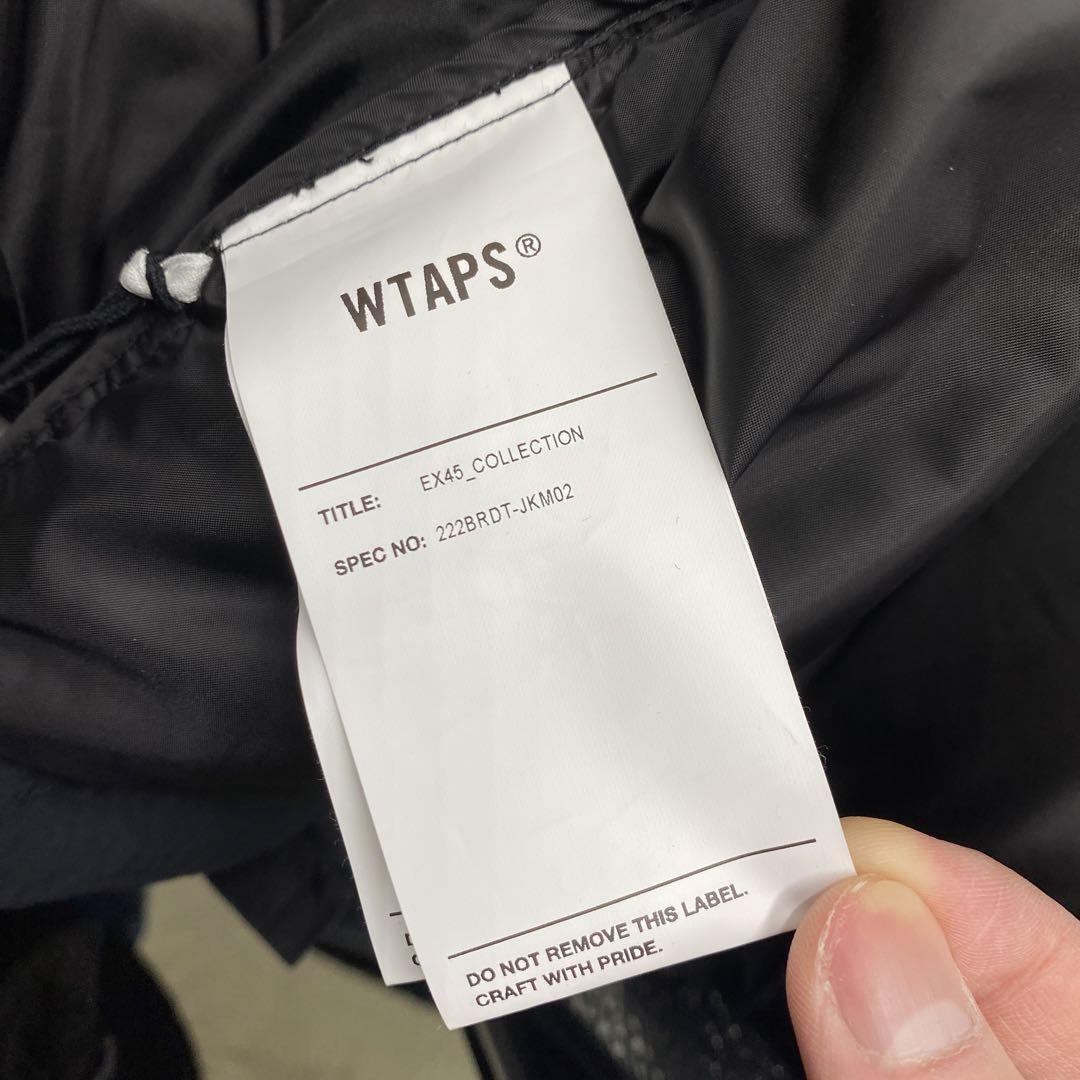 WTAPS®
TITLE: EX45_COLLECTION
SPEC NO: 222BRDT-JKM02
DO NOT REMOVE THIS LABEL.
CRAFT WITH PRIDE.